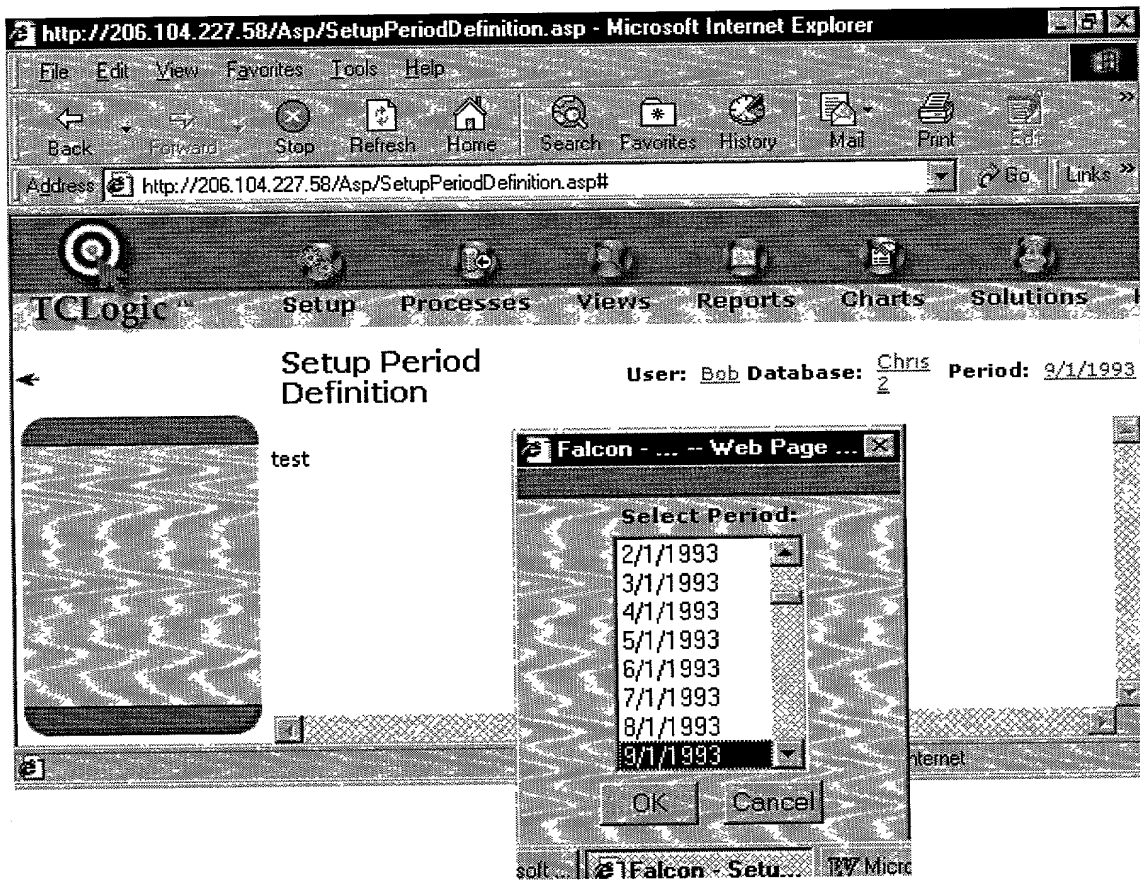 http://206.104.227.58/Asp/SetupPeriodDefinition.asp - Microsoft Internet Explorer
File Edit View Favorites Tools Help
Back Forward Stop Refresh Home Search Favorites History Mail Print Edit
Address http://206.104.227.58/Asp/SetupPeriodDefinition.asp# Go Links
TCLogic Setup Processes Views Reports Charts Solutions
Setup Period
Definition
User: Bob Database: Chris 2 Period: 9/1/1993
test
Falcon - ... -- Web Page ...
Select Period:
2/1/1993
3/1/1993
4/1/1993
5/1/1993
6/1/1993
7/1/1993
8/1/1993
9/1/1993
OK Cancel
nternet
soft ... Falcon - Setu... Micro